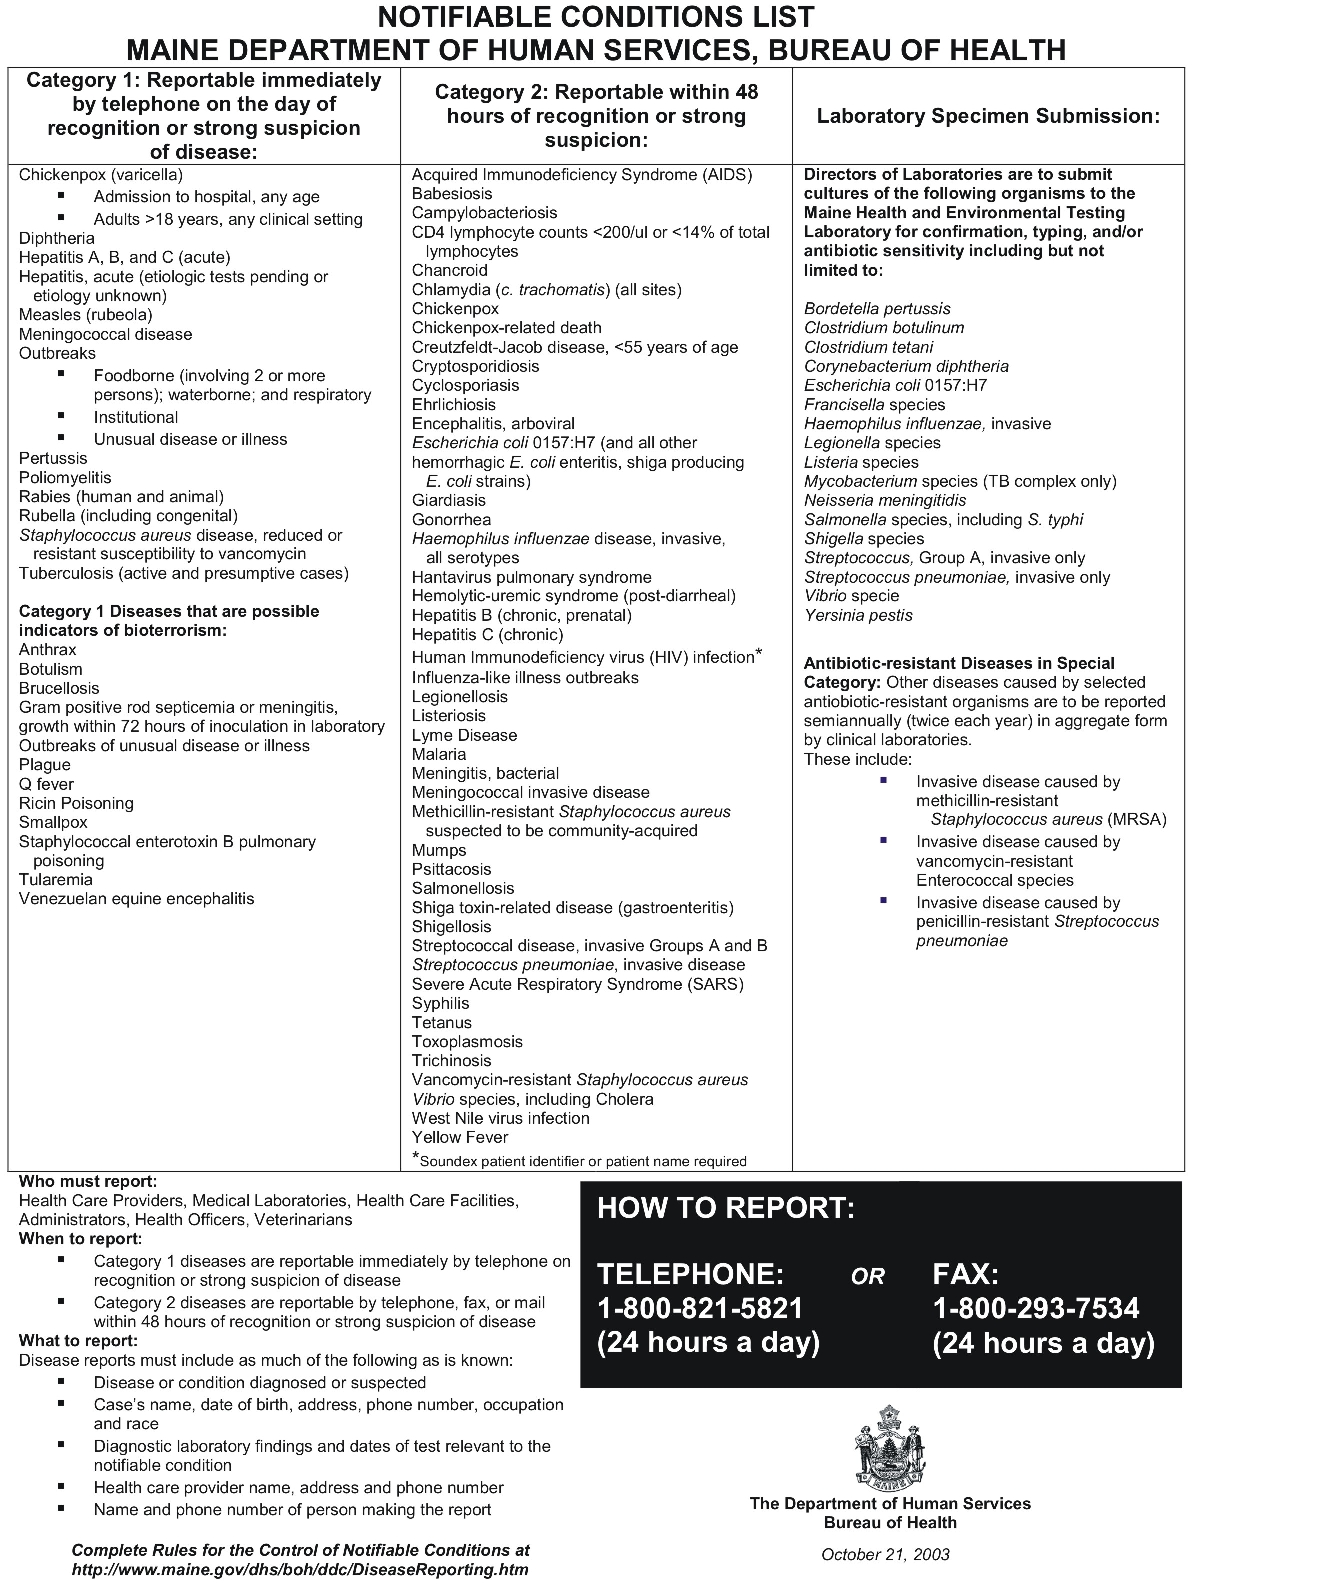 NOTIFIABLE CONDITIONS LIST
MAINE DEPARTMENT OF HUMAN SERVICES, BUREAU OF HEALTH
Category 1: Reportable immediately
by telephone on the day of
recognition or strong suspicion
of disease:
Chickenpox (varicella)
▪ Admission to hospital, any age
▪ Adults >18 years, any clinical setting
Diphtheria
Hepatitis A, B, and C (acute)
Hepatitis, acute (etiologic tests pending or
etiology unknown)
Measles (rubeola)
Meningococcal disease
Outbreaks
▪ Foodborne (involving 2 or more
persons); waterborne; and respiratory
▪ Institutional
▪ Unusual disease or illness
Pertussis
Poliomyelitis
Rabies (human and animal)
Rubella (including congenital)
Staphylococcus aureus disease, reduced or
resistant susceptibility to vancomycin
Tuberculosis (active and presumptive cases)
Category 1 Diseases that are possible
indicators of bioterrorism:
Anthrax
Botulism
Brucellosis
Gram positive rod septicemia or meningitis,
growth within 72 hours of inoculation in laboratory
Outbreaks of unusual disease or illness
Plague
Q fever
Ricin Poisoning
Smallpox
Staphylococcal enterotoxin B pulmonary
poisoning
Tularemia
Venezuelan equine encephalitis
Category 2: Reportable within 48
hours of recognition or strong
suspicion:
Acquired Immunodeficiency Syndrome (AIDS)
Babesiosis
Campylobacteriosis
CD4 lymphocyte counts <200/ul or <14% of total
lymphocytes
Chancroid
Chlamydia (c. trachomatis) (all sites)
Chickenpox
Chickenpox-related death
Creutzfeldt-Jacob disease, <55 years of age
Cryptosporidiosis
Cyclosporiasis
Ehrlichiosis
Encephalitis, arboviral
Escherichia coli 0157:H7 (and all other
hemorrhagic E. coli enteritis, shiga producing
E. coli strains)
Giardiasis
Gonorrhea
Haemophilus influenzae disease, invasive,
all serotypes
Hantavirus pulmonary syndrome
Hemolytic-uremic syndrome (post-diarrheal)
Hepatitis B (chronic, prenatal)
Hepatitis C (chronic)
Human Immunodeficiency virus (HIV) infection*
Influenza-like illness outbreaks
Legionellosis
Listeriosis
Lyme Disease
Malaria
Meningitis, bacterial
Meningococcal invasive disease
Methicillin-resistant Staphylococcus aureus
suspected to be community-acquired
Mumps
Psittacosis
Salmonellosis
Shiga toxin-related disease (gastroenteritis)
Shigellosis
Streptococcal disease, invasive Groups A and B
Streptococcus pneumoniae, invasive disease
Severe Acute Respiratory Syndrome (SARS)
Syphilis
Tetanus
Toxoplasmosis
Trichinosis
Vancomycin-resistant Staphylococcus aureus
Vibrio species, including Cholera
West Nile virus infection
Yellow Fever
*Soundex patient identifier or patient name required
Laboratory Specimen Submission:
Directors of Laboratories are to submit
cultures of the following organisms to the
Maine Health and Environmental Testing
Laboratory for confirmation, typing, and/or
antibiotic sensitivity including but not
limited to:
Bordetella pertussis
Clostridium botulinum
Clostridium tetani
Corynebacterium diphtheria
Escherichia coli 0157:H7
Francisella species
Haemophilus influenzae, invasive
Legionella species
Listeria species
Mycobacterium species (TB complex only)
Neisseria meningitidis
Salmonella species, including S. typhi
Shigella species
Streptococcus, Group A, invasive only
Streptococcus pneumoniae, invasive only
Vibrio specie
Yersinia pestis
Antibiotic-resistant Diseases in Special
Category: Other diseases caused by selected
antiobiotic-resistant organisms are to be reported
semiannually (twice each year) in aggregate form
by clinical laboratories.
These include:
▪ Invasive disease caused by
methicillin-resistant
Staphylococcus aureus (MRSA)
▪ Invasive disease caused by
vancomycin-resistant
Enterococcal species
▪ Invasive disease caused by
penicillin-resistant Streptococcus
pneumoniae
Who must report:
Health Care Providers, Medical Laboratories, Health Care Facilities,
Administrators, Health Officers, Veterinarians
When to report:
▪ Category 1 diseases are reportable immediately by telephone on
recognition or strong suspicion of disease
▪ Category 2 diseases are reportable by telephone, fax, or mail
within 48 hours of recognition or strong suspicion of disease
What to report:
Disease reports must include as much of the following as is known:
▪ Disease or condition diagnosed or suspected
▪ Case's name, date of birth, address, phone number, occupation
and race
▪ Diagnostic laboratory findings and dates of test relevant to the
notifiable condition
▪ Health care provider name, address and phone number
▪ Name and phone number of person making the report
Complete Rules for the Control of Notifiable Conditions at
http://www.maine.gov/dhs/boh/ddc/DiseaseReporting.htm
HOW TO REPORT:
TELEPHONE: OR FAX:
1-800-821-5821 1-800-293-7534
(24 hours a day) (24 hours a day)
MAINE
The Department of Human Services
Bureau of Health
October 21, 2003